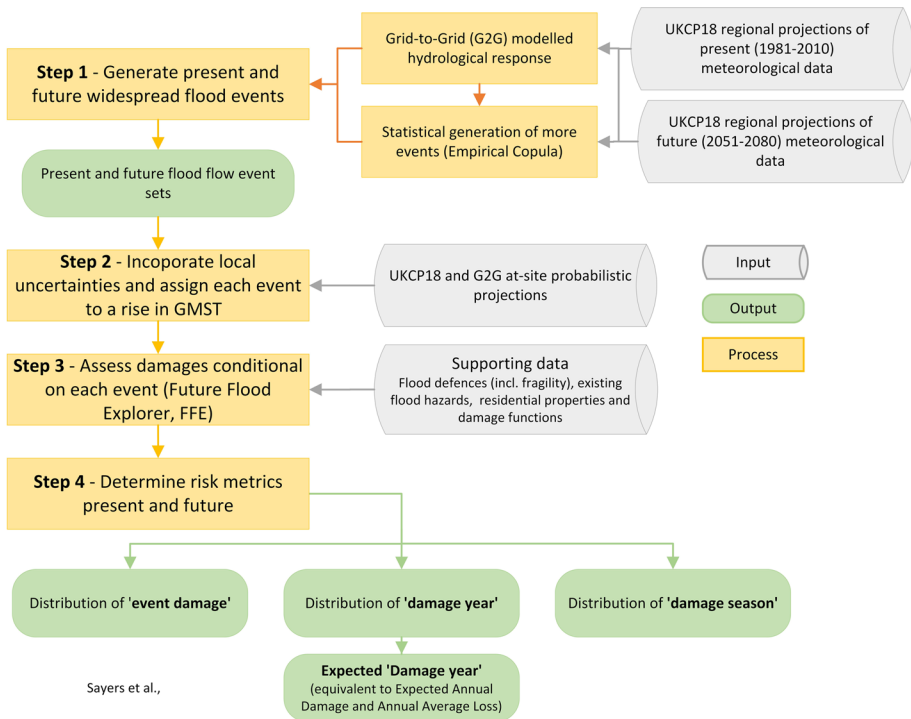 Step 1 - Generate present and
future widespread flood events
Grid-to-Grid (G2G) modelled
hydrological response
UKCP18 regional projections of
present (1981-2010)
meteorological data
Statistical generation of more
events (Empirical Copula)
UKCP18 regional projections
of future (2051-2080)
meteorological data
Present and future flood flow event
sets
Step 2 - Incoporate local
uncertainties and assign each event
to a rise in GMST
UKCP18 and G2G at-site probabilistic
projections
Input
Output
Process
Step 3 - Assess damages conditional
on each event (Future Flood
Explorer, FFE)
Supporting data
Flood defences (incl. fragility), existing
flood hazards, residential properties and
damage functions
Step 4 - Determine risk metrics
present and future
Distribution of 'event damage'
Distribution of 'damage year'
Distribution of 'damage season'
Expected 'Damage year'
(equivalent to Expected Annual
Damage and Annual Average Loss)
Sayers et al.,